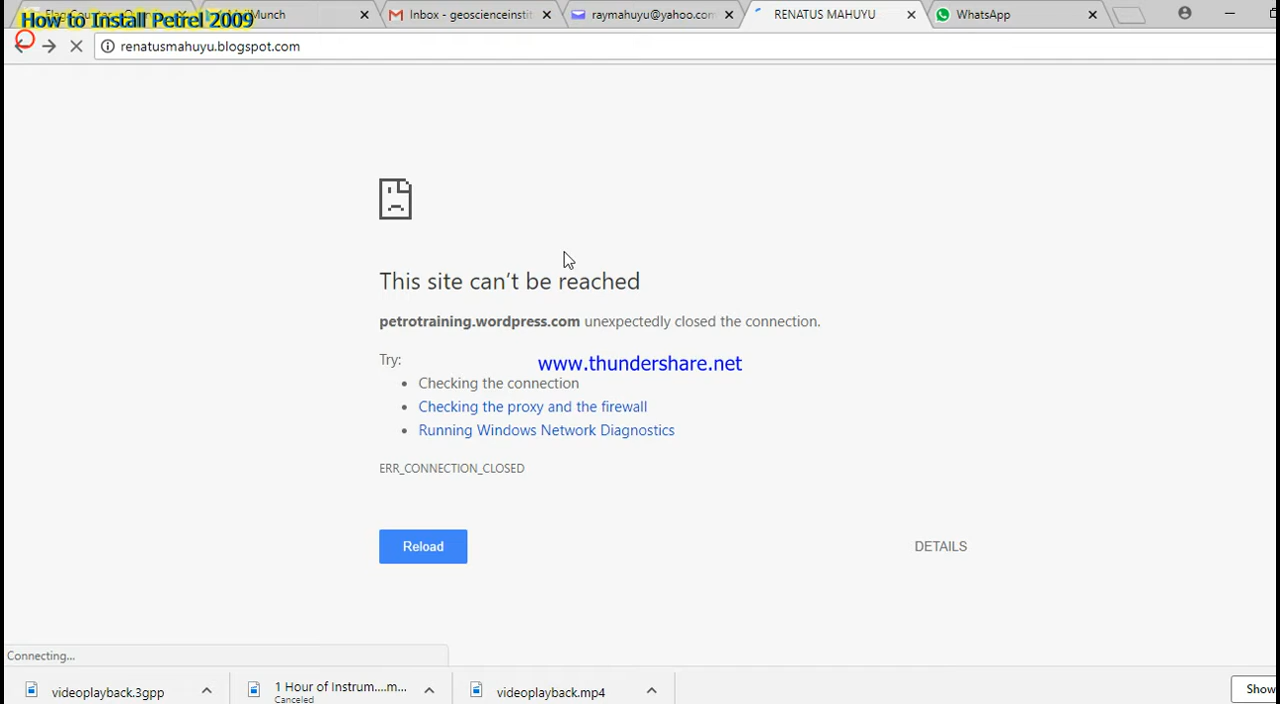 How to Install Petrel 2009
Munch
Inbox - geoscienceinstit
raymahuyu@yahoo.com
RENATUS MAHUYU
WhatsApp
renatusmahuyu.blogspot.com
This site can't be reached
petrotraining.wordpress.com unexpectedly closed the connection.
Try:
www.thundershare.net
Checking the connection
Checking the proxy and the firewall
Running Windows Network Diagnostics
ERR_CONNECTION_CLOSED
Reload
DETAILS
Connecting...
videoplayback.3gpp
1 Hour of Instrum....m...
Canceled
videoplayback.mp4
Show